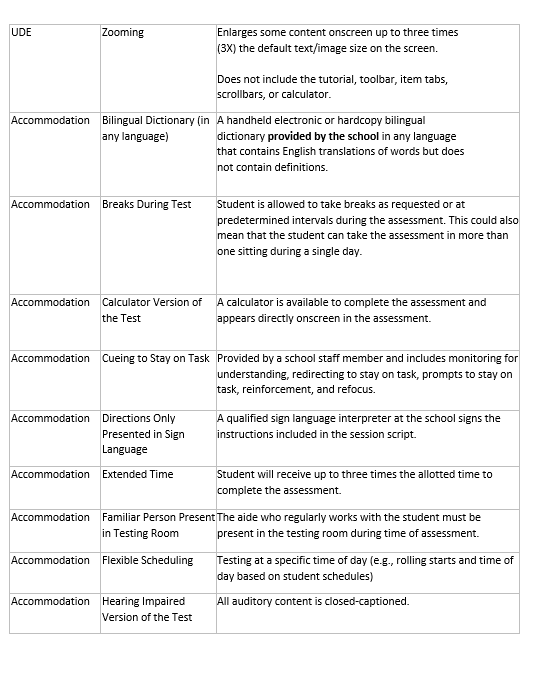 UDE Zooming Enlarges some content onscreen up to three times
(3X) the default text/image size on the screen.
Does not include the tutorial, toolbar, item tabs,
scrollbars, or calculator.
Accommodation Bilingual Dictionary (in A handheld electronic or hardcopy bilingual
any language) dictionary provided by the school in any language
that contains English translations of words but does
not contain definitions.
Accommodation Breaks During Test Student is allowed to take breaks as requested or at
predetermined intervals during the assessment. This could also
mean that the student can take the assessment in more than
one sitting during a single day.
Accommodation Calculator Version of A calculator is available to complete the assessment and
the Test appears directly onscreen in the assessment.
Accommodation Cueing to Stay on Task Provided by a school staff member and includes monitoring for
understanding, redirecting to stay on task, prompts to stay on
task, reinforcement, and refocus.
Accommodation Directions Only A qualified sign language interpreter at the school signs the
Presented in Sign instructions included in the session script.
Language
Accommodation Extended Time Student will receive up to three times the allotted time to
complete the assessment.
Accommodation Familiar Person Present The aide who regularly works with the student must be
in Testing Room present in the testing room during time of assessment.
Accommodation Flexible Scheduling Testing at a specific time of day (e.g., rolling starts and time of
day based on student schedules)
Accommodation Hearing Impaired All auditory content is closed-captioned.
Version of the Test